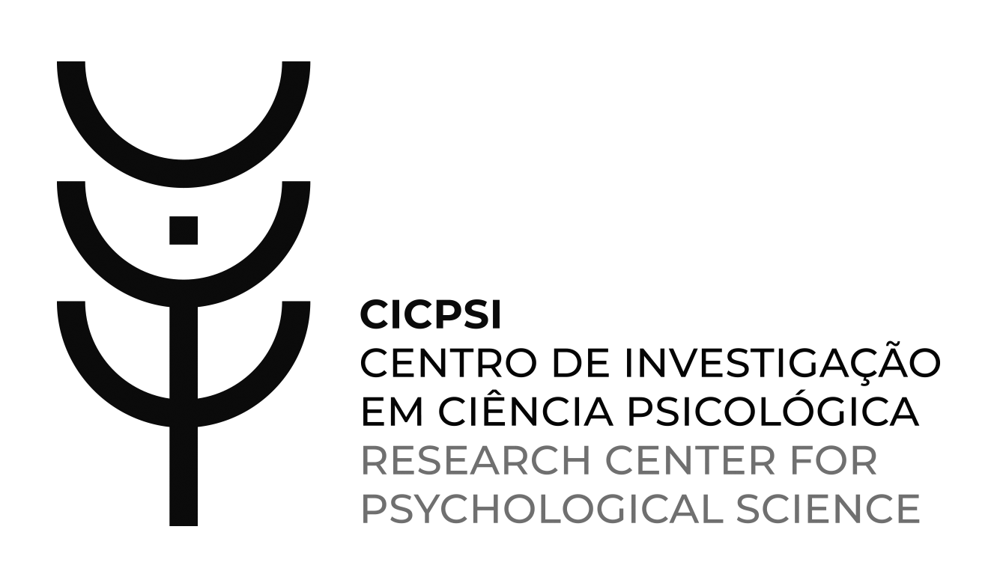 CICPSI
CENTRO DE INVESTIGAÇÃO
EM CIÊNCIA PSICOLÓGICA
RESEARCH CENTER FOR
PSYCHOLOGICAL SCIENCE